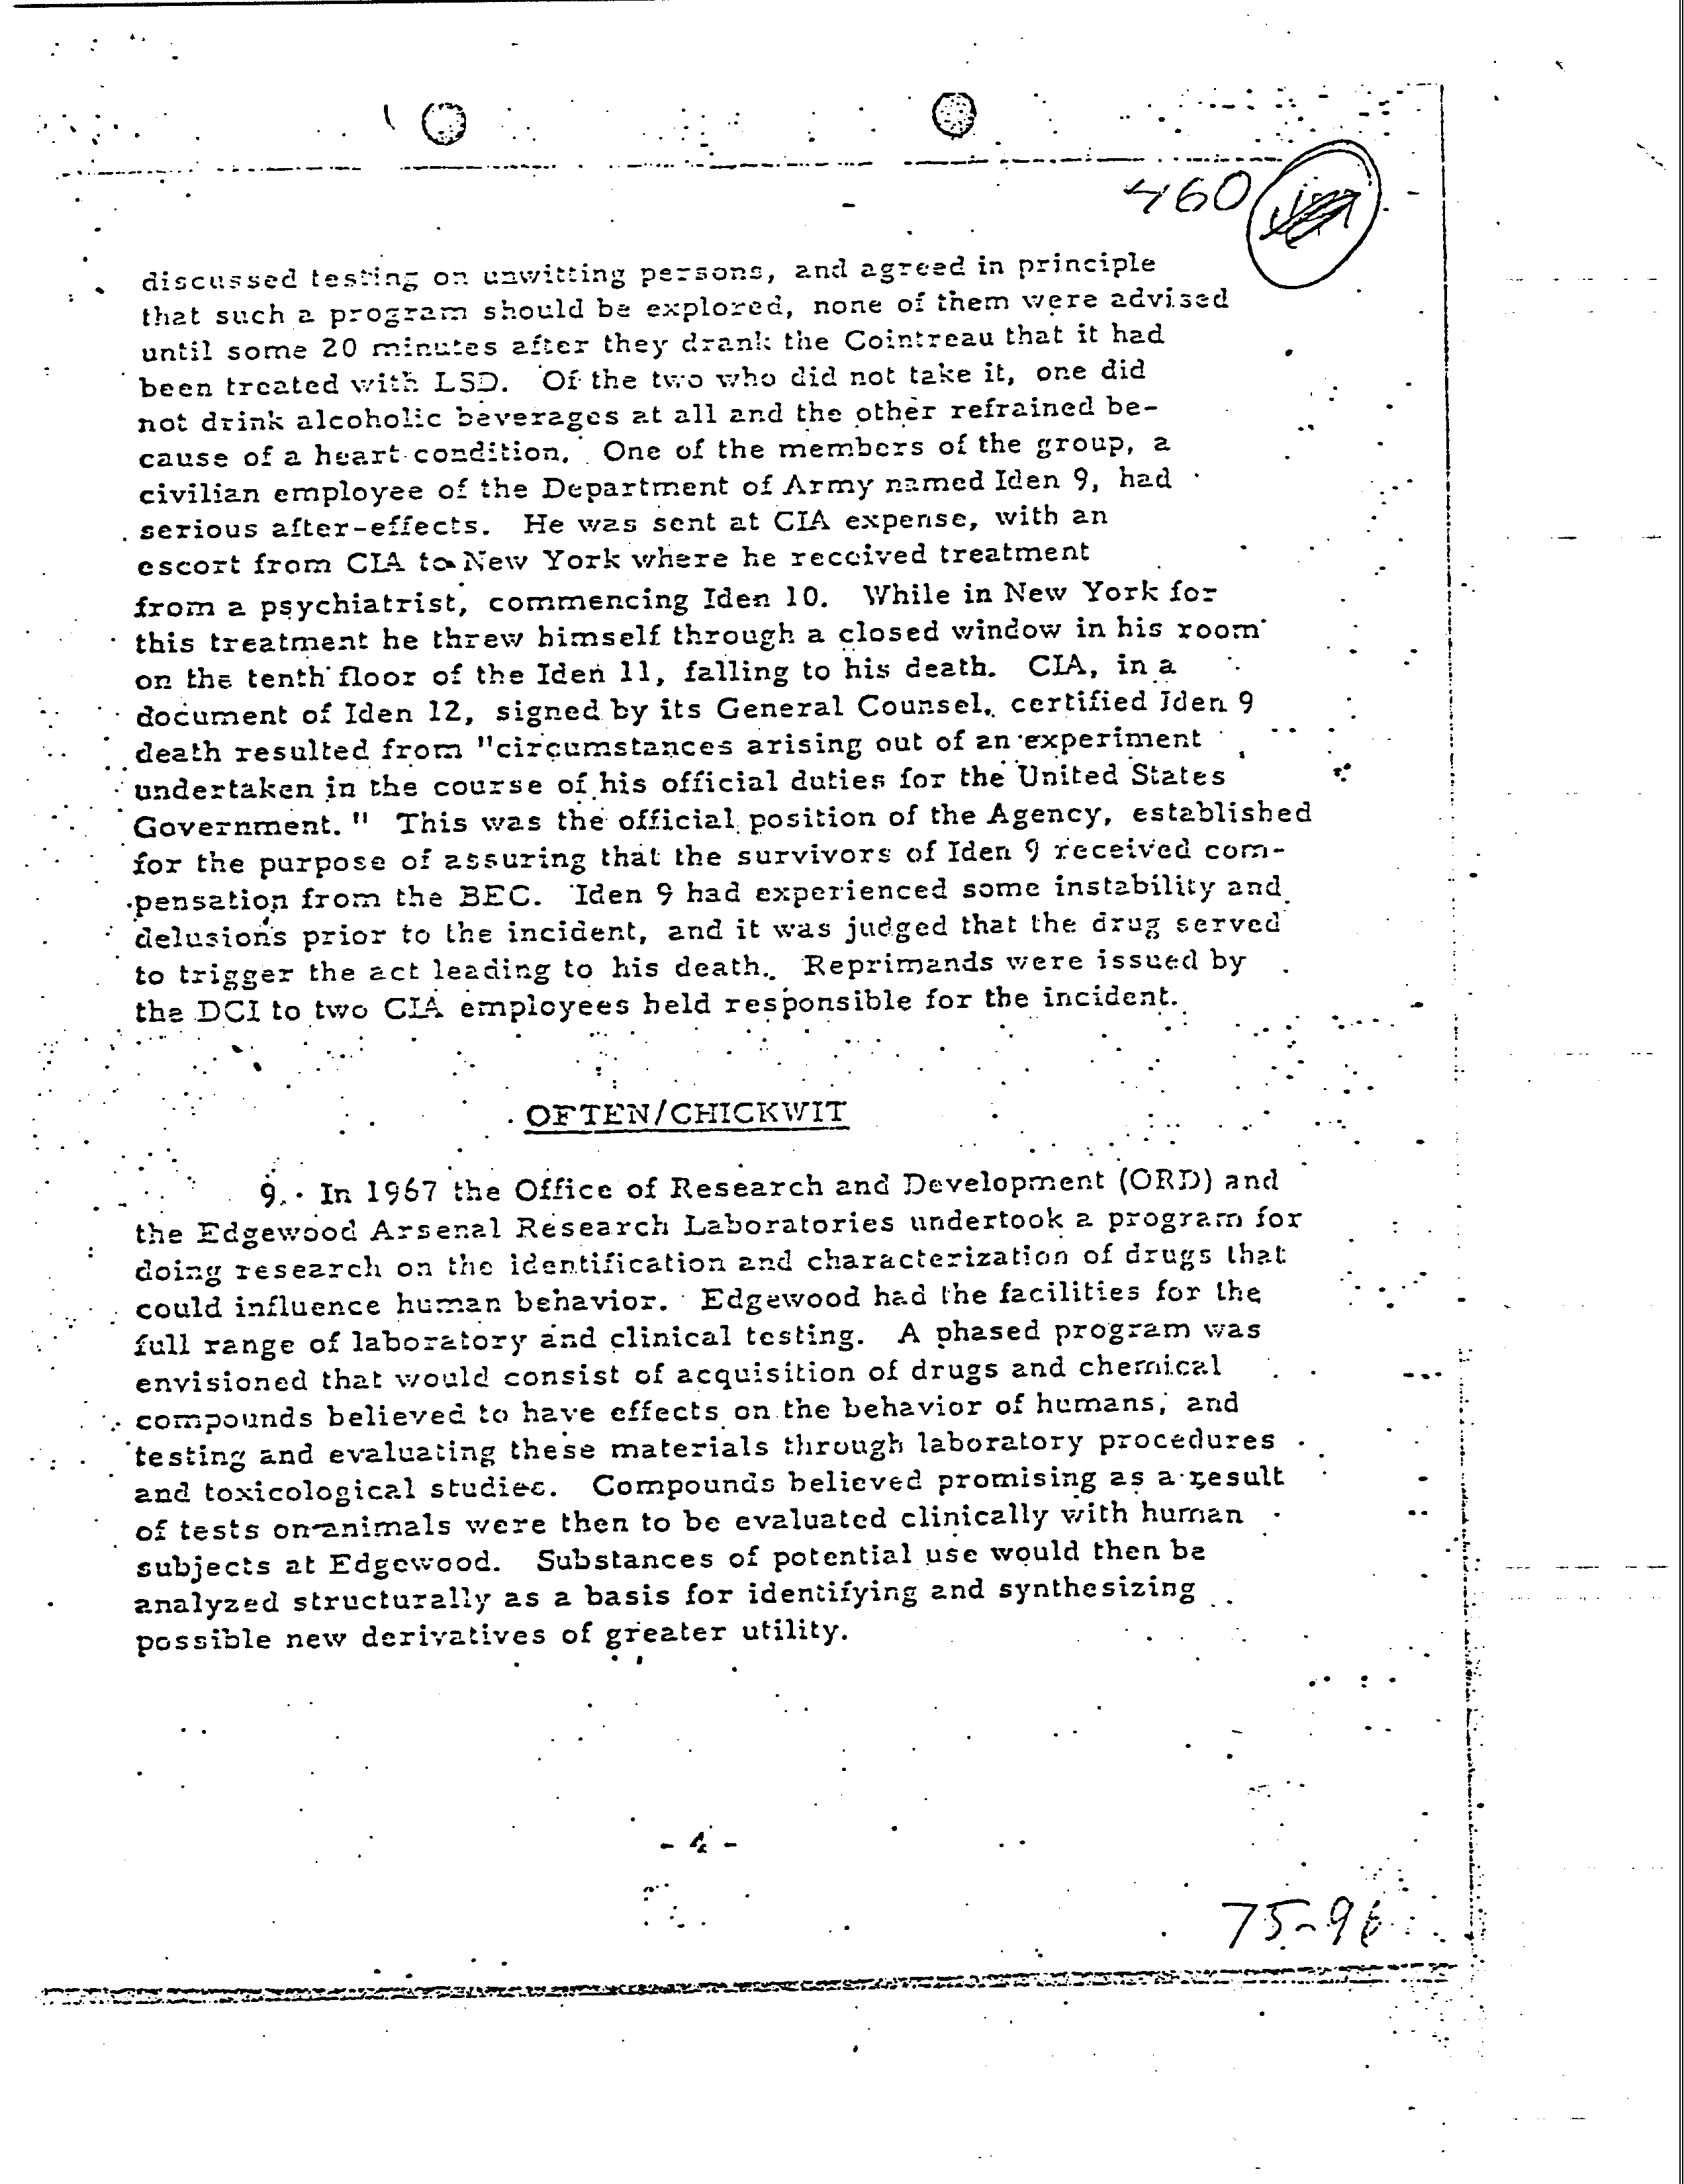 460
discussed testing on unwitting persons, and agreed in principle
that such a program should be explored, none of them were advised
until some 20 minutes after they drank the Cointreau that it had
been treated with LSD. Of the two who did not take it, one did
not drink alcoholic beverages at all and the other refrained be-
cause of a heart condition. One of the members of the group, a
civilian employee of the Department of Army named Iden 9, had
serious after-effects. He was sent at CIA expense, with an
escort from CIA to New York where he received treatment
from a psychiatrist, commencing Iden 10. While in New York for
this treatment he threw himself through a closed window in his room
on the tenth floor of the Iden 11, falling to his death. CIA, in a
document of Iden 12, signed by its General Counsel, certified Iden 9
death resulted from "circumstances arising out of an experiment
undertaken in the course of his official duties for the United States
Government." This was the official position of the Agency, established
for the purpose of assuring that the survivors of Iden 9 received com-
pensation from the BEC. Iden 9 had experienced some instability and
delusions prior to the incident, and it was judged that the drug served
to trigger the act leading to his death. Reprimands were issued by
the DCI to two CIA employees held responsible for the incident.
OFTEN/CHICKWIT
9. In 1967 the Office of Research and Development (ORD) and
the Edgewood Arsenal Research Laboratories undertook a program for
doing research on the identification and characterization of drugs that
could influence human behavior. Edgewood had the facilities for the
full range of laboratory and clinical testing. A phased program was
envisioned that would consist of acquisition of drugs and chemical
compounds believed to have effects on the behavior of humans, and
testing and evaluating these materials through laboratory procedures
and toxicological studies. Compounds believed promising as a result
of tests on animals were then to be evaluated clinically with human
subjects at Edgewood. Substances of potential use would then be
analyzed structurally as a basis for identifying and synthesizing
possible new derivatives of greater utility.
- 4 -
75-96